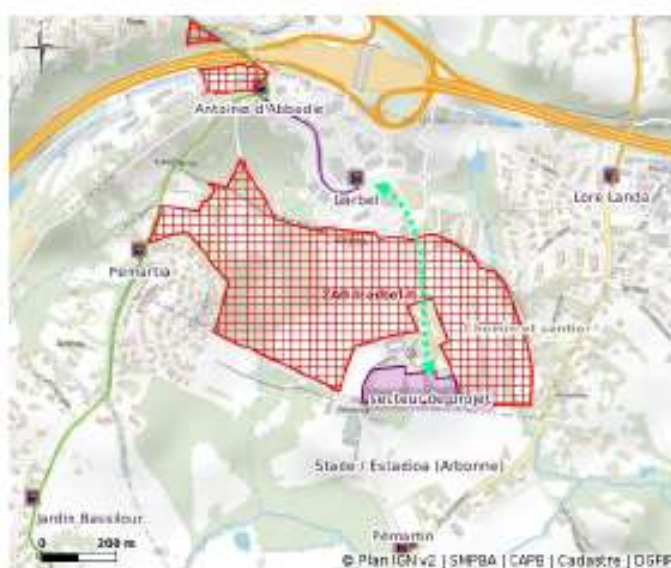 Antoine d'Abbadie
Larbel
Lore Landa
Pemartia
Chemin et sentier
secteur de projet
Stade / Estadioa (Arbonne)
Jardin Bassilour
Pémartin
0 200 m
© Plan IGN v2 | SMPBA | CAPB | Cadastre | DGFIP